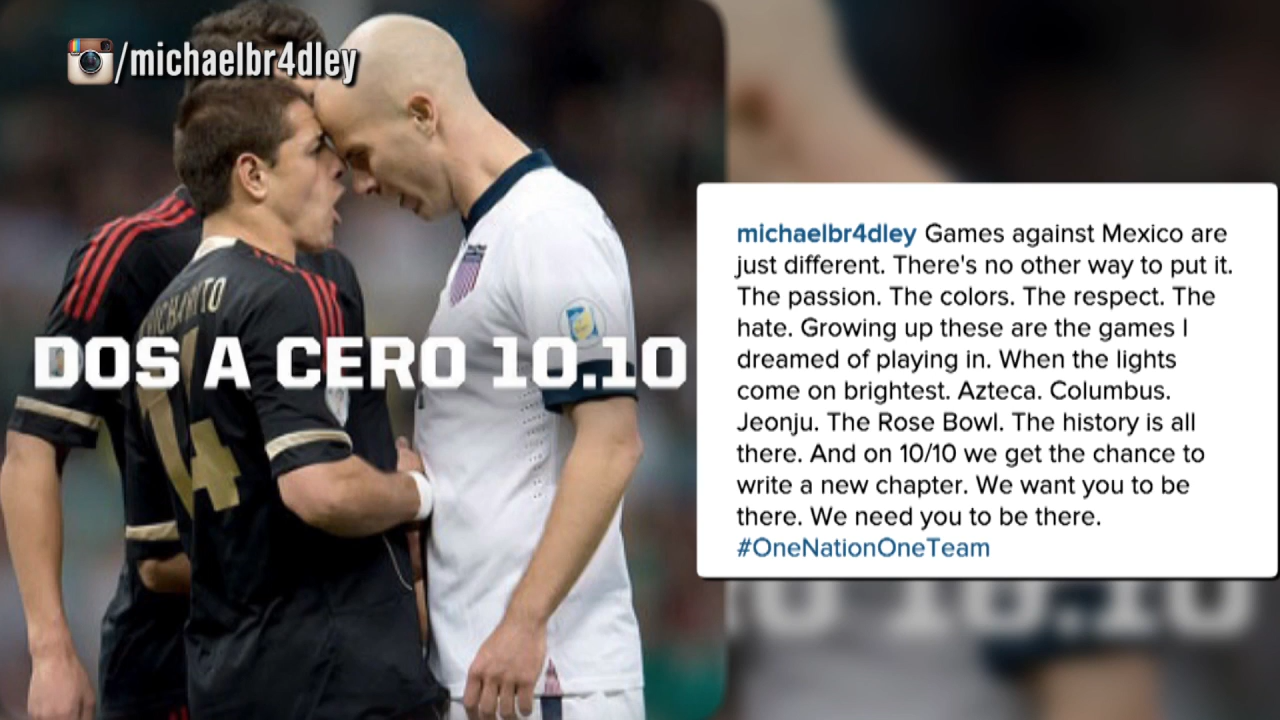 /michaelbr4dley
DOS A CERO 10.10
14
michaelbr4dley Games against Mexico are
just different. There's no other way to put it.
The passion. The colors. The respect. The
hate. Growing up these are the games I
dreamed of playing in. When the lights
come on brightest. Azteca. Columbus.
Jeonju. The Rose Bowl. The history is all
there. And on 10/10 we get the chance to
write a new chapter. We want you to be
there. We need you to be there.
#OneNationOneTeam